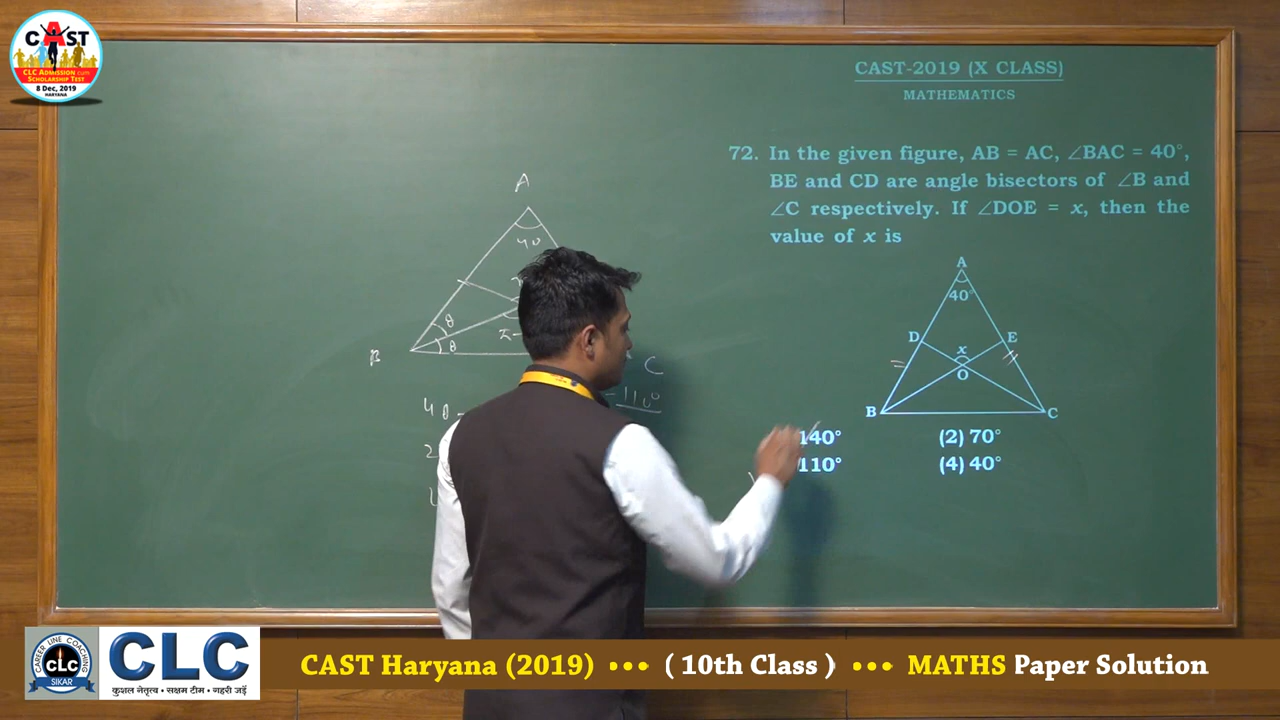 CAST
CLC ADMISSION CUM
SCHOLARSHIP TEST
8 Dec, 2019
HARYANA
CAST-2019 (X CLASS)
MATHEMATICS
72. In the given figure, AB = AC, ∠BAC = 40°,
BE and CD are angle bisectors of ∠B and
∠C respectively. If ∠DOE = x, then the
value of x is
A
40°
D
E
x
O
B
C
140°
(2) 70°
110°
(4) 40°
A
40
θ
θ
B
C
110°
4θ
2
CAREER LINE COACHING
CLC
SIKAR
CLC
कुशल नेतृत्व • सक्षम टीम • गहरी जड़ें
CAST Haryana (2019) ••• ( 10th Class ) ••• MATHS Paper Solution